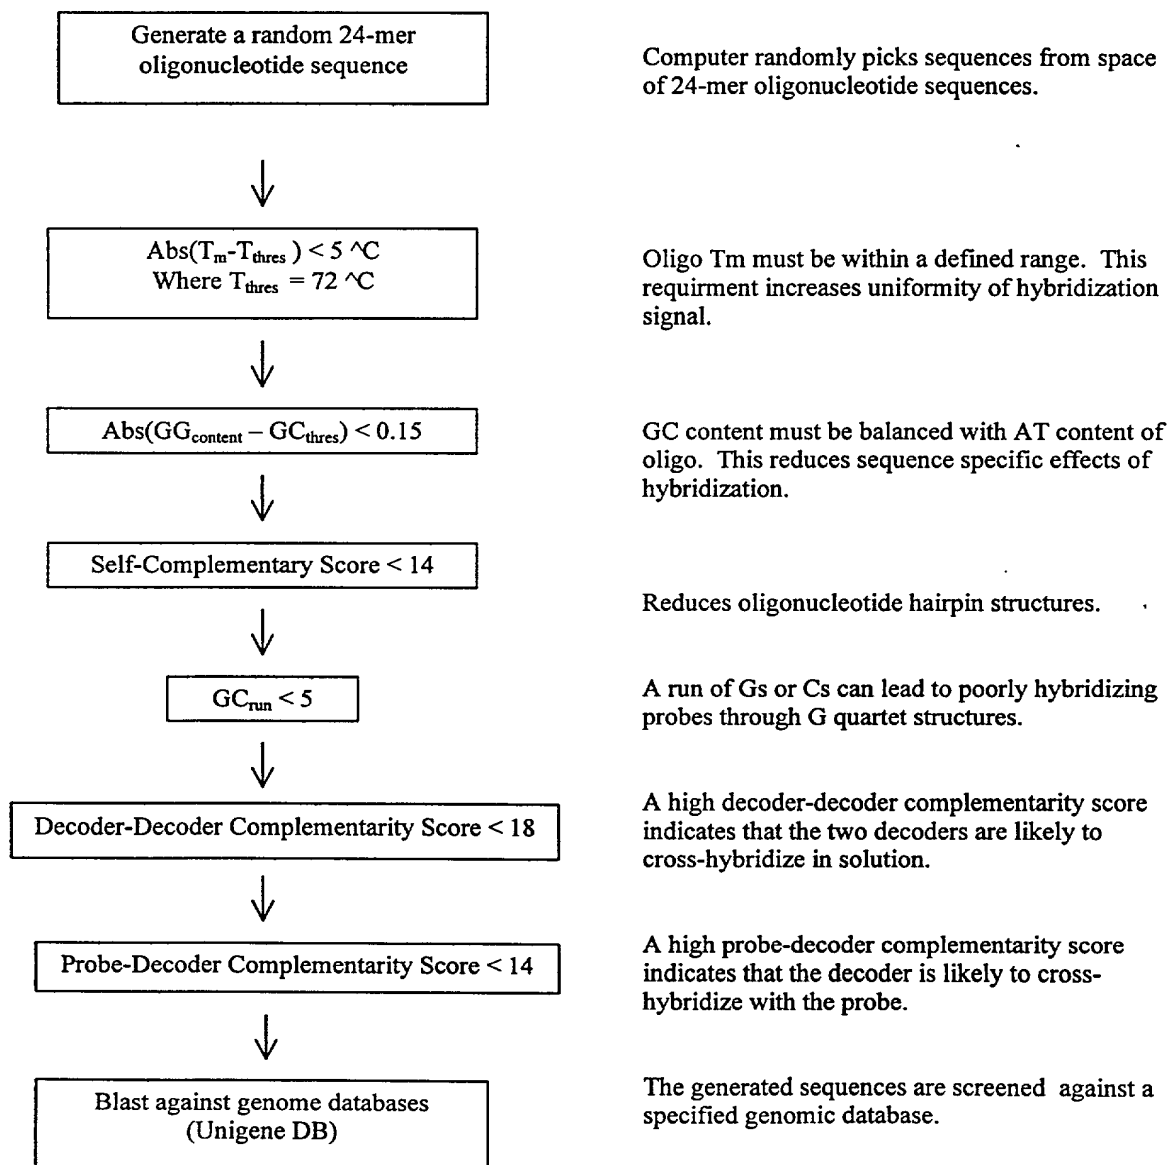 Generate a random 24-mer
oligonucleotide sequence
Computer randomly picks sequences from space
of 24-mer oligonucleotide sequences.
Abs(Tm-Tthres ) < 5 ^C
Where Tthres = 72 ^C
Oligo Tm must be within a defined range. This
requirment increases uniformity of hybridization
signal.
Abs(GGcontent – GCthres) < 0.15
GC content must be balanced with AT content of
oligo. This reduces sequence specific effects of
hybridization.
Self-Complementary Score < 14
Reduces oligonucleotide hairpin structures.
GCrun < 5
A run of Gs or Cs can lead to poorly hybridizing
probes through G quartet structures.
Decoder-Decoder Complementarity Score < 18
A high decoder-decoder complementarity score
indicates that the two decoders are likely to
cross-hybridize in solution.
Probe-Decoder Complementarity Score < 14
A high probe-decoder complementarity score
indicates that the decoder is likely to cross-
hybridize with the probe.
Blast against genome databases
(Unigene DB)
The generated sequences are screened against a
specified genomic database.